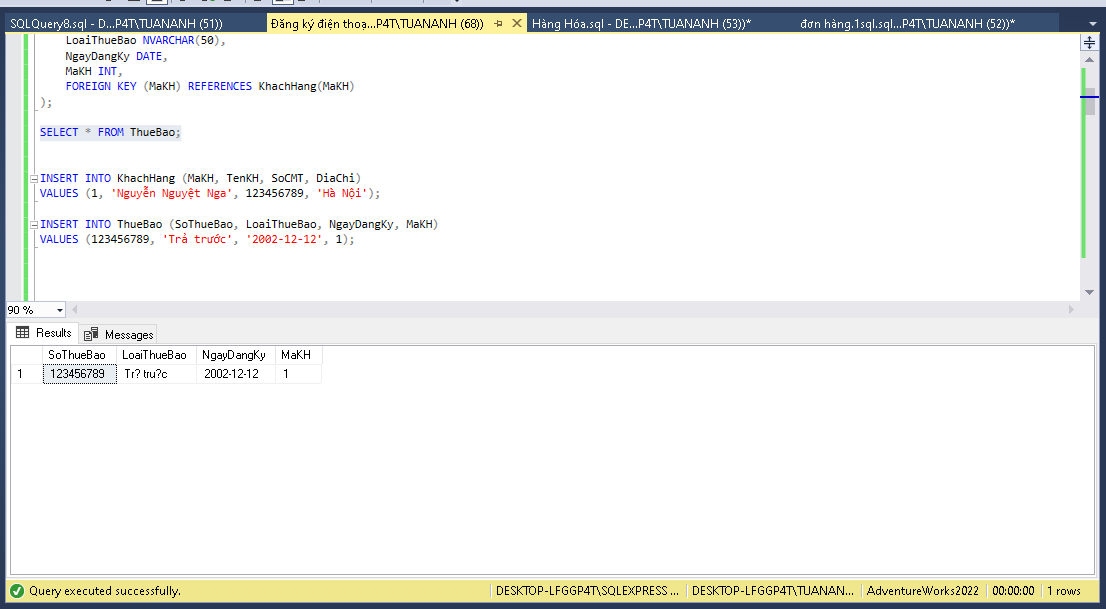 SQLQuery8.sql - D...P4T\TUANANH (51))
Đăng ký điện thoạ...P4T\TUANANH (68))
Hàng Hóa.sql - DE...P4T\TUANANH (53))*
đơn hàng.1sql.sql...P4T\TUANANH (52))*
LoaiThueBao NVARCHAR(50),
NgayDangKy DATE,
MaKH INT,
FOREIGN KEY (MaKH) REFERENCES KhachHang(MaKH)
);
SELECT * FROM ThueBao;
INSERT INTO KhachHang (MaKH, TenKH, SoCMT, DiaChi)
VALUES (1, 'Nguyễn Nguyệt Nga', 123456789, 'Hà Nội');
INSERT INTO ThueBao (SoThueBao, LoaiThueBao, NgayDangKy, MaKH)
VALUES (123456789, 'Trả trước', '2002-12-12', 1);
90 %
Results Messages
SoThueBao LoaiThueBao NgayDangKy MaKH
1 123456789 Tr? tru?c 2002-12-12 1
Query executed successfully. DESKTOP-LFGGP4T\SQLEXPRESS ... DESKTOP-LFGGP4T\TUANAN... AdventureWorks2022 00:00:00 1 rows